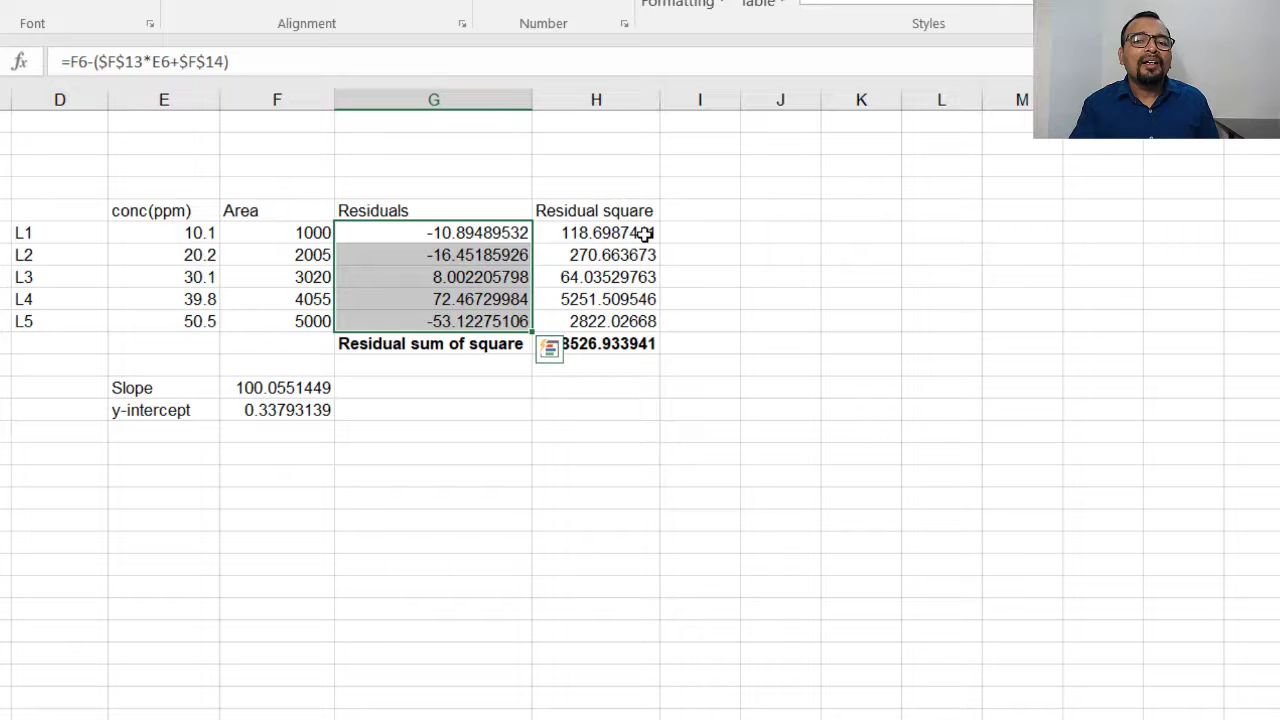 Formatting Table
Font Alignment Number Styles
fx =F6-($F$13*E6+$F$14)
D E F G H I J K L M
conc(ppm) Area Residuals Residual square
L1 10.1 1000 -10.89489532
L2 20.2 2005 -16.45185926 270.663673
L3 30.1 3020 8.002205798 64.03529763
L4 39.8 4055 72.46729984 5251.509546
L5 50.5 5000 -53.12275106 2822.02668
Residual sum of square
Slope 100.0551449
y-intercept 0.33793139